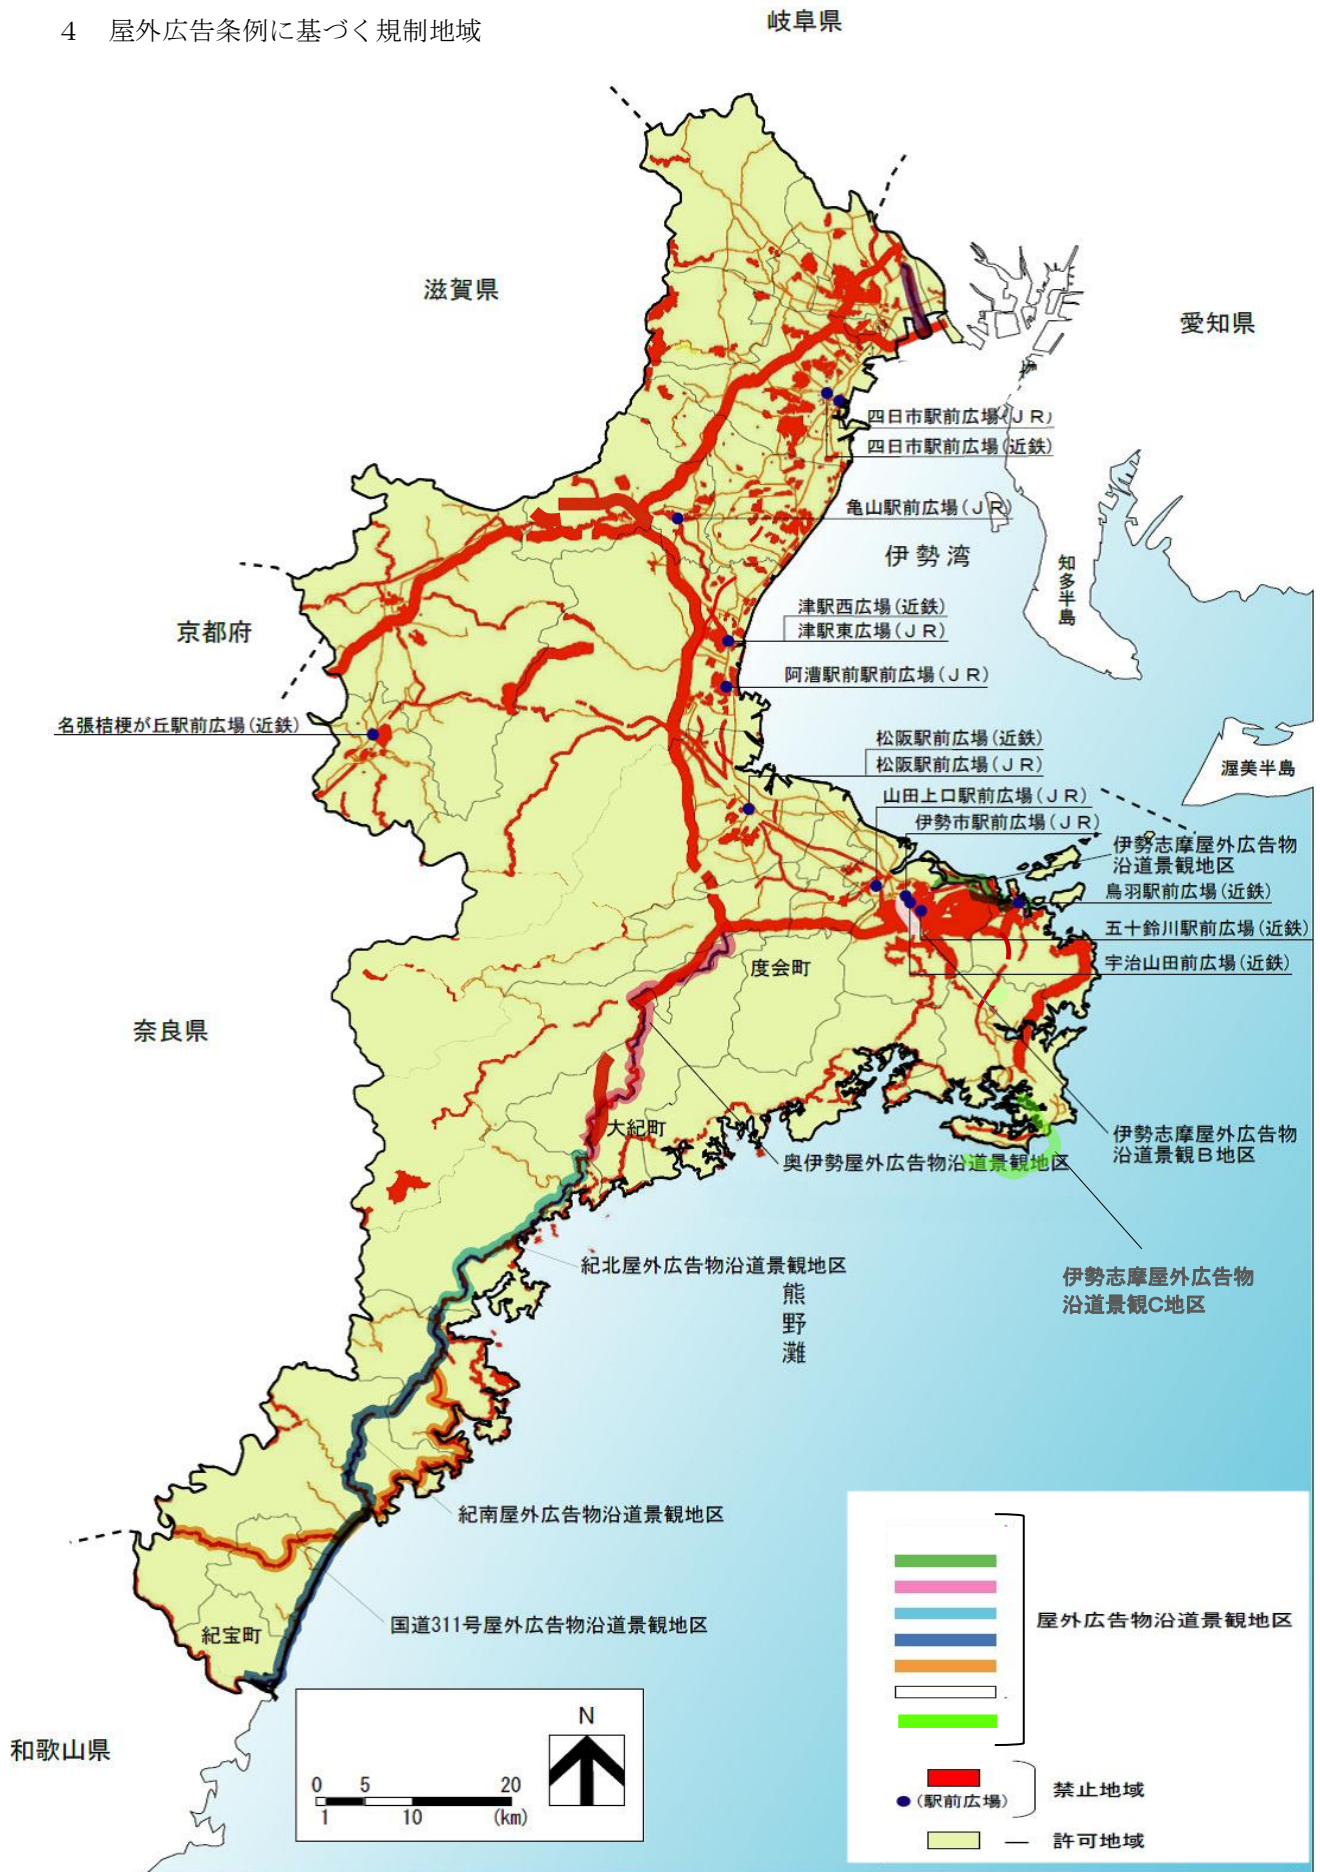 4　屋外広告条例に基づく規制地域
岐阜県
滋賀県
愛知県
四日市駅前広場(ＪＲ)
四日市駅前広場(近鉄)
亀山駅前広場(ＪＲ)
伊勢湾
知多半島
京都府
津駅西広場(近鉄)
津駅東広場(ＪＲ)
阿漕駅前駅前広場(ＪＲ)
名張桔梗が丘駅前広場(近鉄)
松阪駅前広場(近鉄)
松阪駅前広場(ＪＲ)
渥美半島
山田上口駅前広場(ＪＲ)
伊勢市駅前広場(ＪＲ)
伊勢志摩屋外広告物
沿道景観地区
鳥羽駅前広場(近鉄)
五十鈴川駅前広場(近鉄)
宇治山田前広場(近鉄)
度会町
奈良県
大紀町
伊勢志摩屋外広告物
沿道景観Ｂ地区
奥伊勢屋外広告物沿道景観地区
紀北屋外広告物沿道景観地区
伊勢志摩屋外広告物
沿道景観C地区
熊野灘
紀南屋外広告物沿道景観地区
国道311号屋外広告物沿道景観地区
紀宝町
和歌山県
屋外広告物沿道景観地区
禁止地域
(駅前広場)
許可地域
N
0 5 20
1 10 (km)